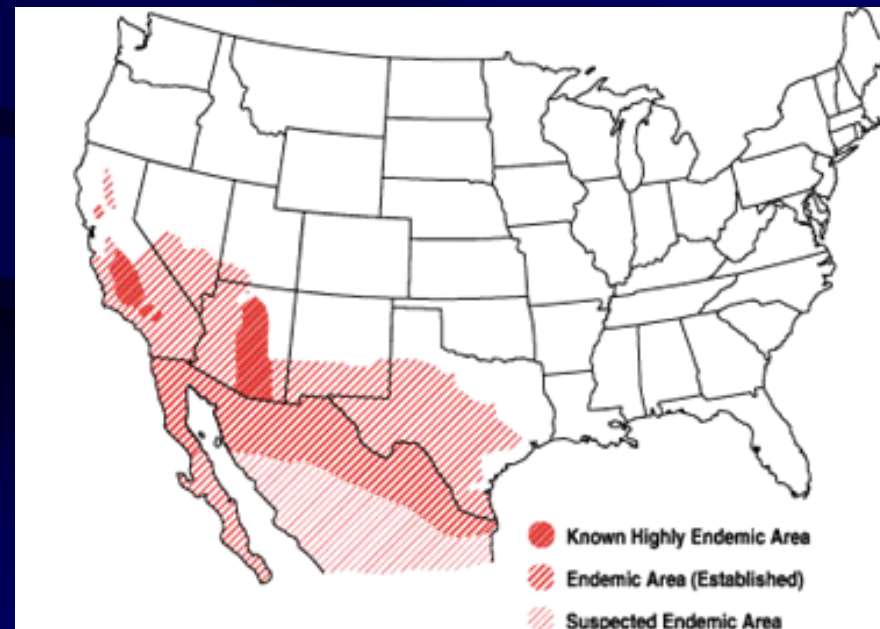 Known Highly Endemic Area
Endemic Area (Established)
Suspected Endemic Area